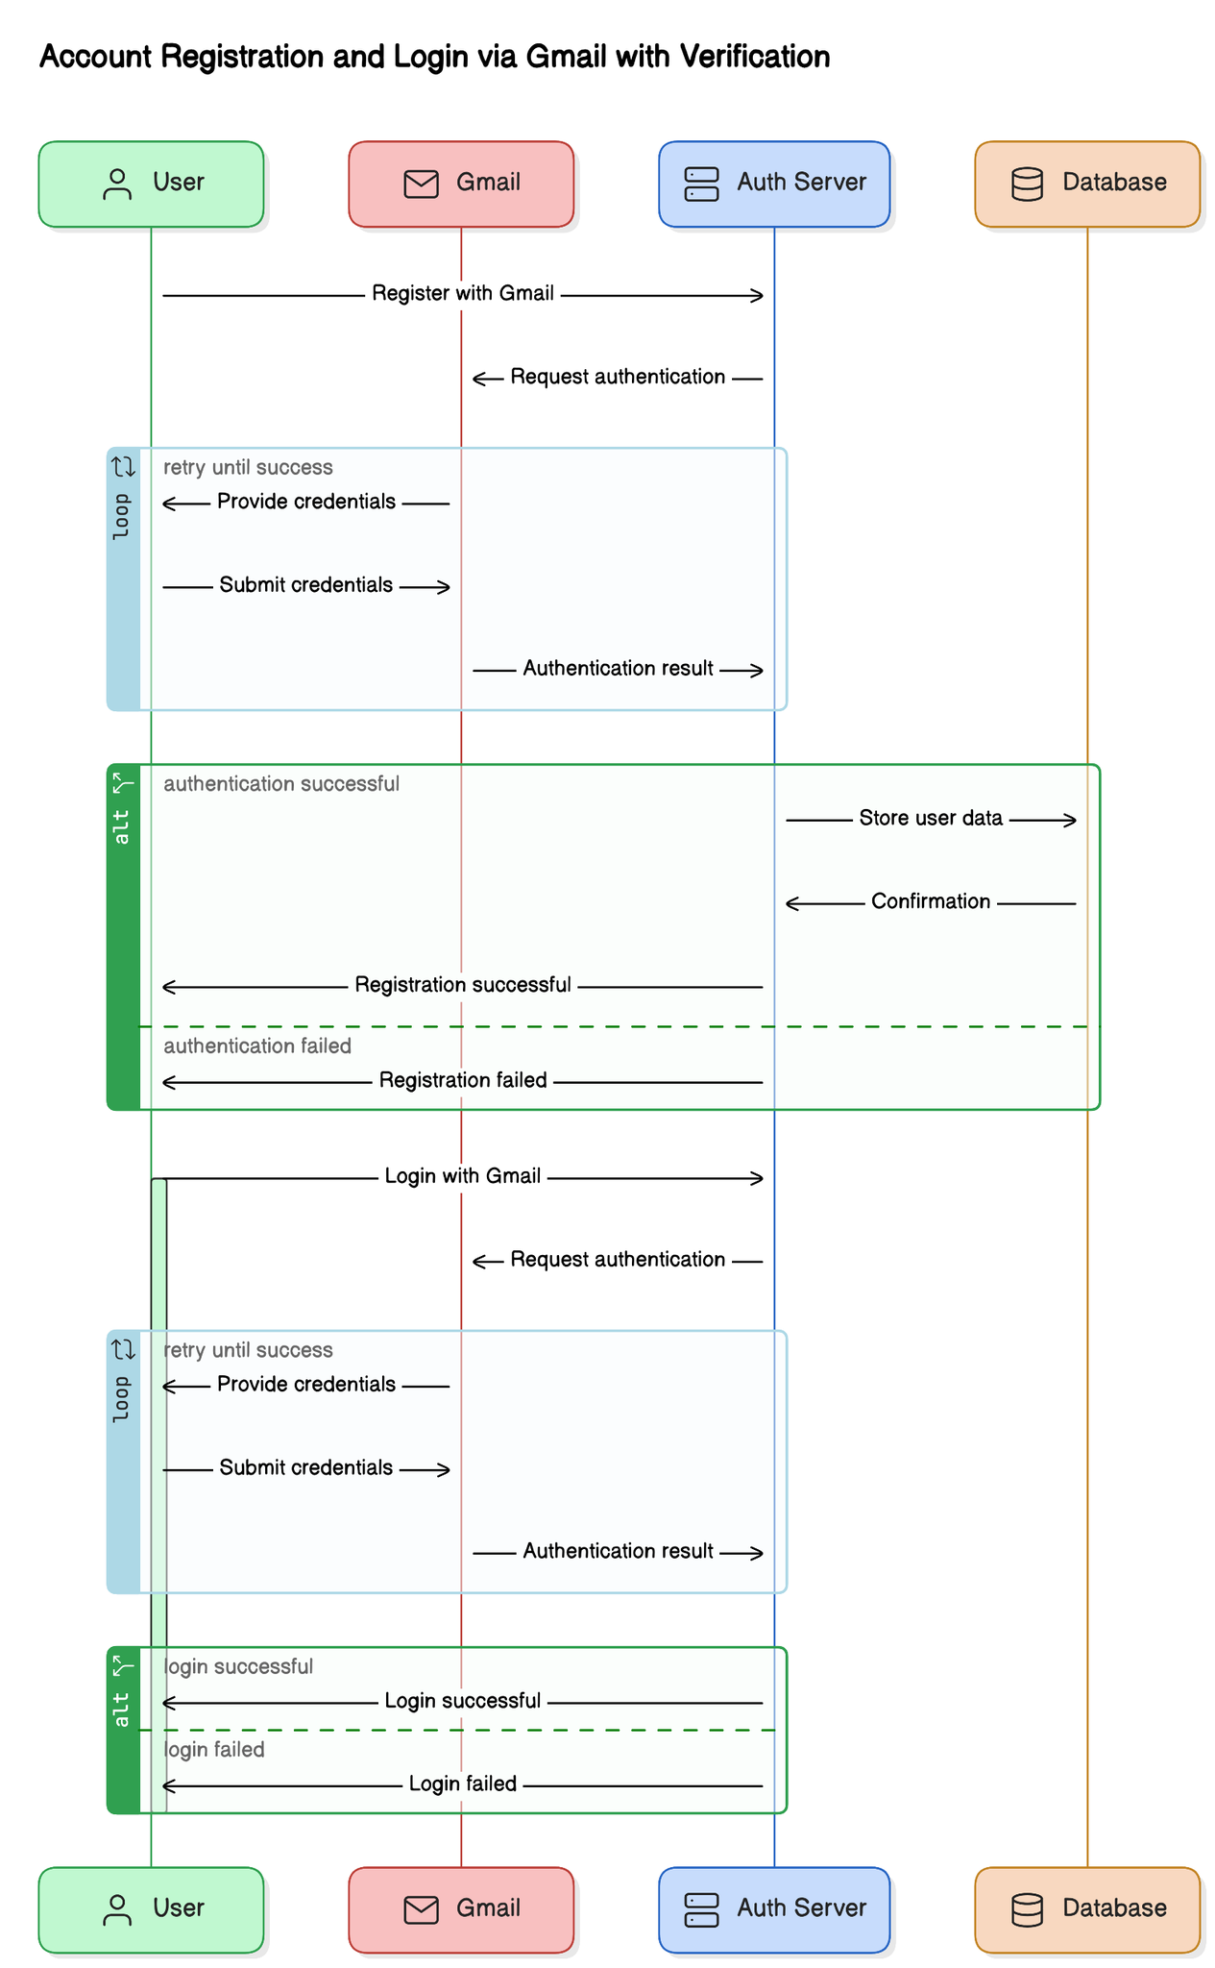 Account Registration and Login via Gmail with Verification
User
Gmail
Auth Server
Database
Register with Gmail
Request authentication
loop
retry until success
Provide credentials
Submit credentials
Authentication result
alt
authentication successful
Store user data
Confirmation
Registration successful
authentication failed
Registration failed
Login with Gmail
Request authentication
loop
retry until success
Provide credentials
Submit credentials
Authentication result
alt
login successful
Login successful
login failed
Login failed
User
Gmail
Auth Server
Database